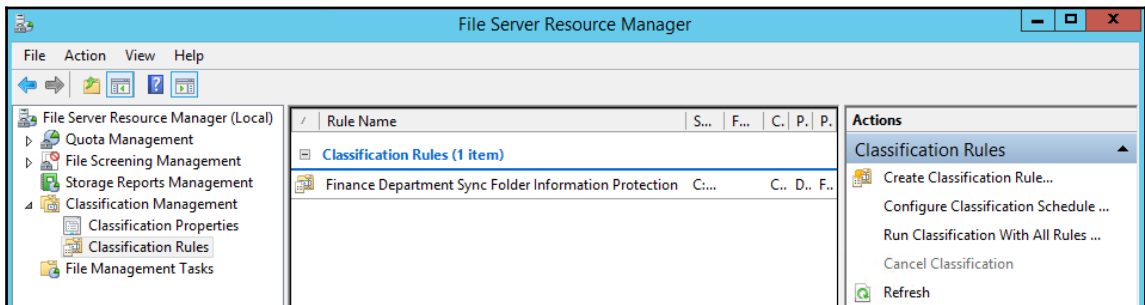 File Server Resource Manager
File Action View Help
File Server Resource Manager (Local)
Quota Management
File Screening Management
Storage Reports Management
Classification Management
Classification Properties
Classification Rules
File Management Tasks
Rule Name S... F... C. P. P.
Classification Rules (1 item)
Finance Department Sync Folder Information Protection C:... C.. D.. F..
Actions
Classification Rules
Create Classification Rule...
Configure Classification Schedule ...
Run Classification With All Rules ...
Cancel Classification
Refresh